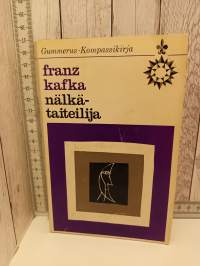 Gummerus·Kompassikirja
franz
kafka
nälkä-
taiteilija